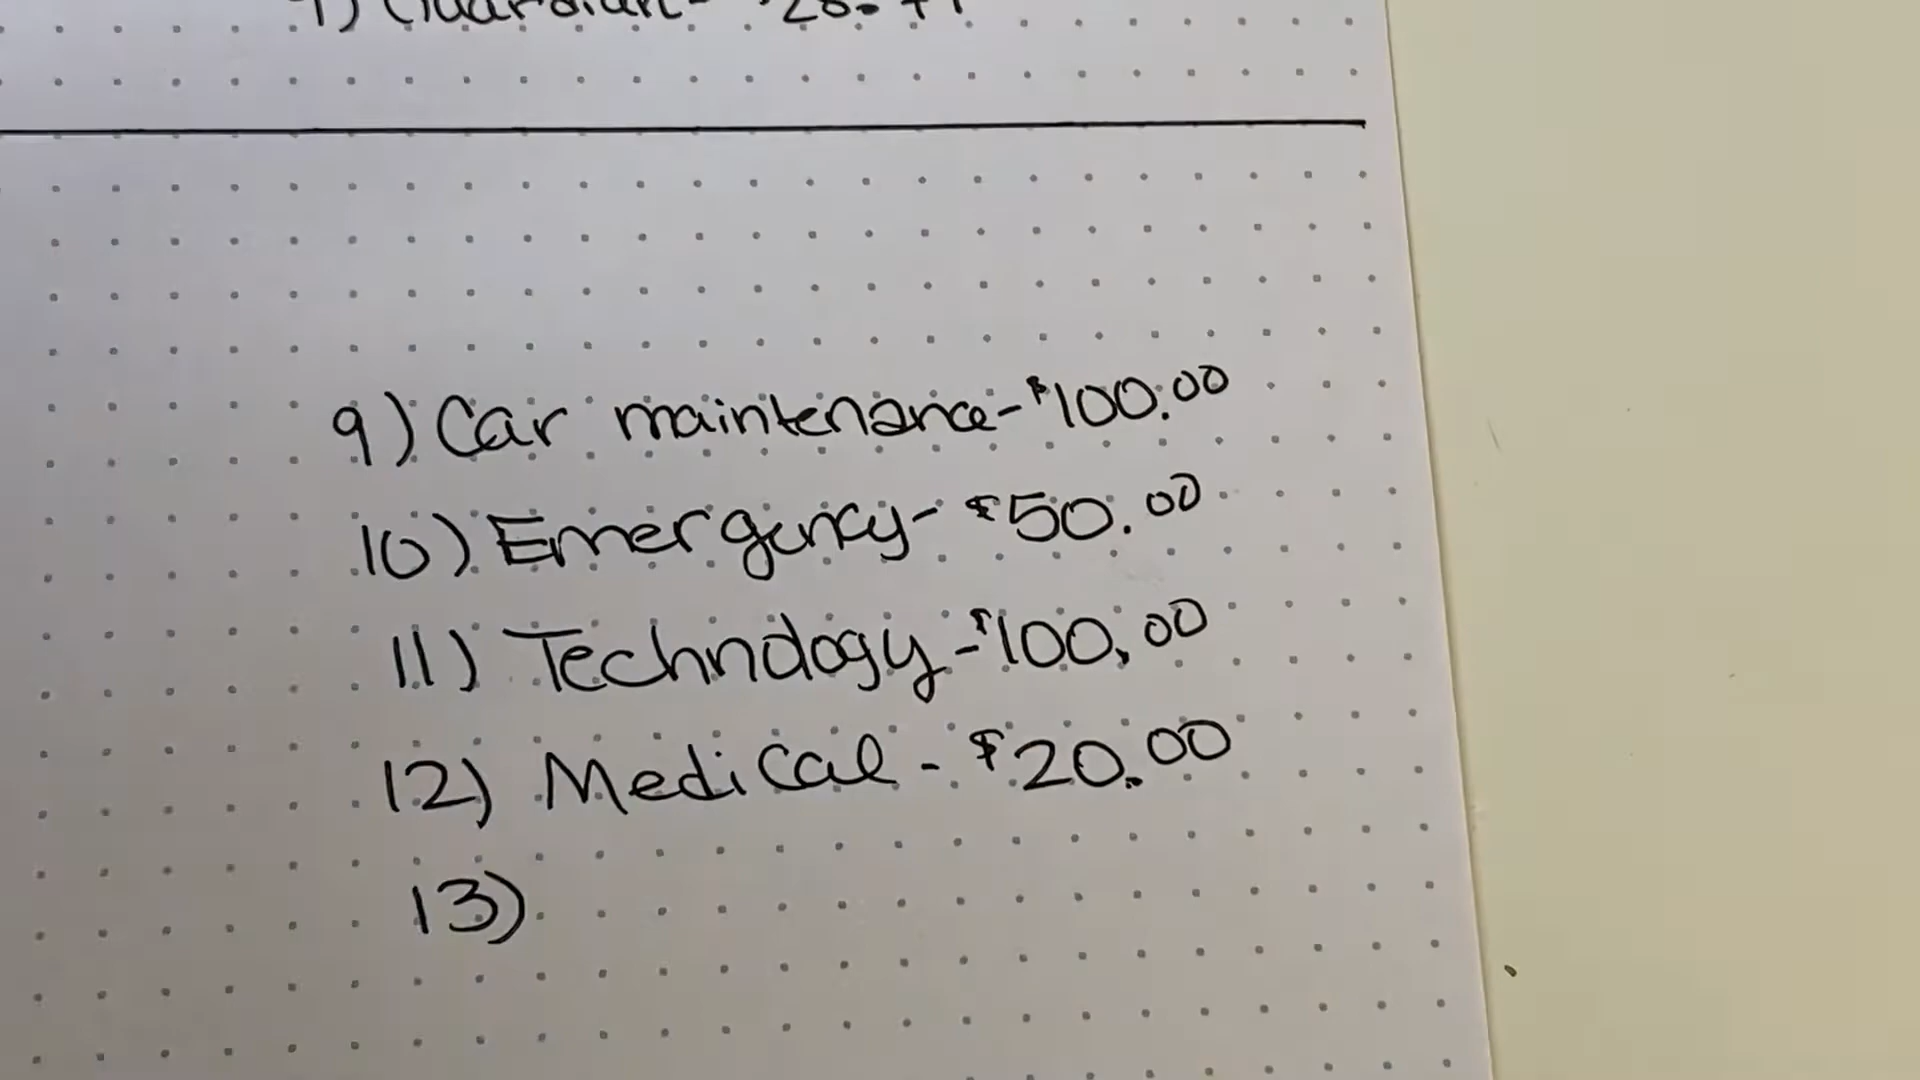 9) Car maintenance - $100.00
10) Emergency - $50.00
11) Technology - $100.00
12) Medical - $20.00
13)